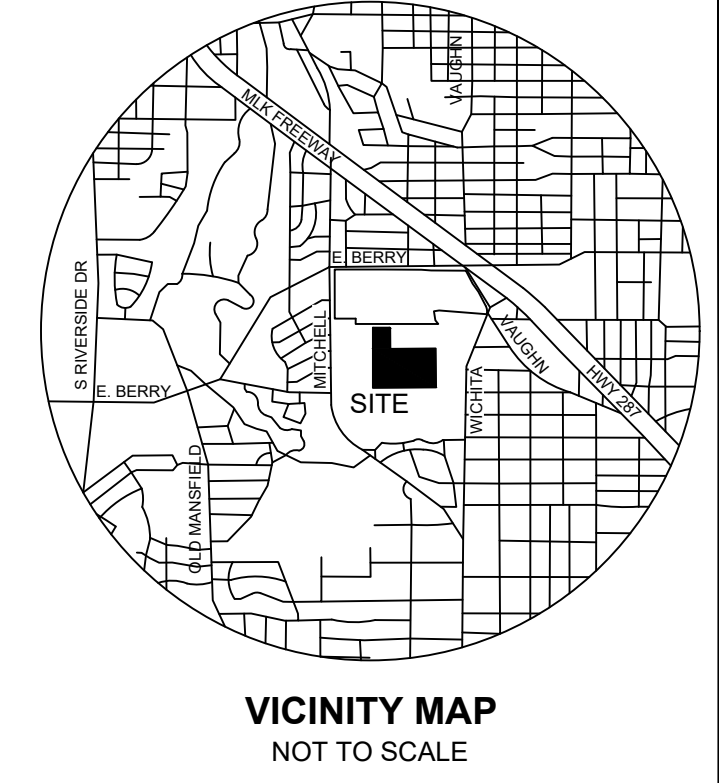 VAUGHN
MLK FREEWAY
E. BERRY
S RIVERSIDE DR
MITCHELL
VAUGHN
E. BERRY
WICHITA
HWY 287
SITE
OLD MANSFIELD
VICINITY MAP
NOT TO SCALE